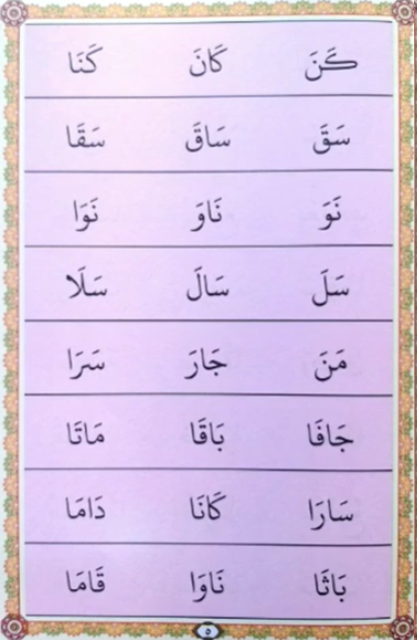 كَنَ كَانَ كَنَا
سَقَ سَاقَ سَقَا
نَوَ نَاوَ نَوَا
سَلَ سَالَ سَلَا
مَنَ جَارَ سَرَا
جَافَا بَاقَا مَاتَا
سَارَا كَانَا دَامَا
بَاثَا نَاوَا قَامَا
٥